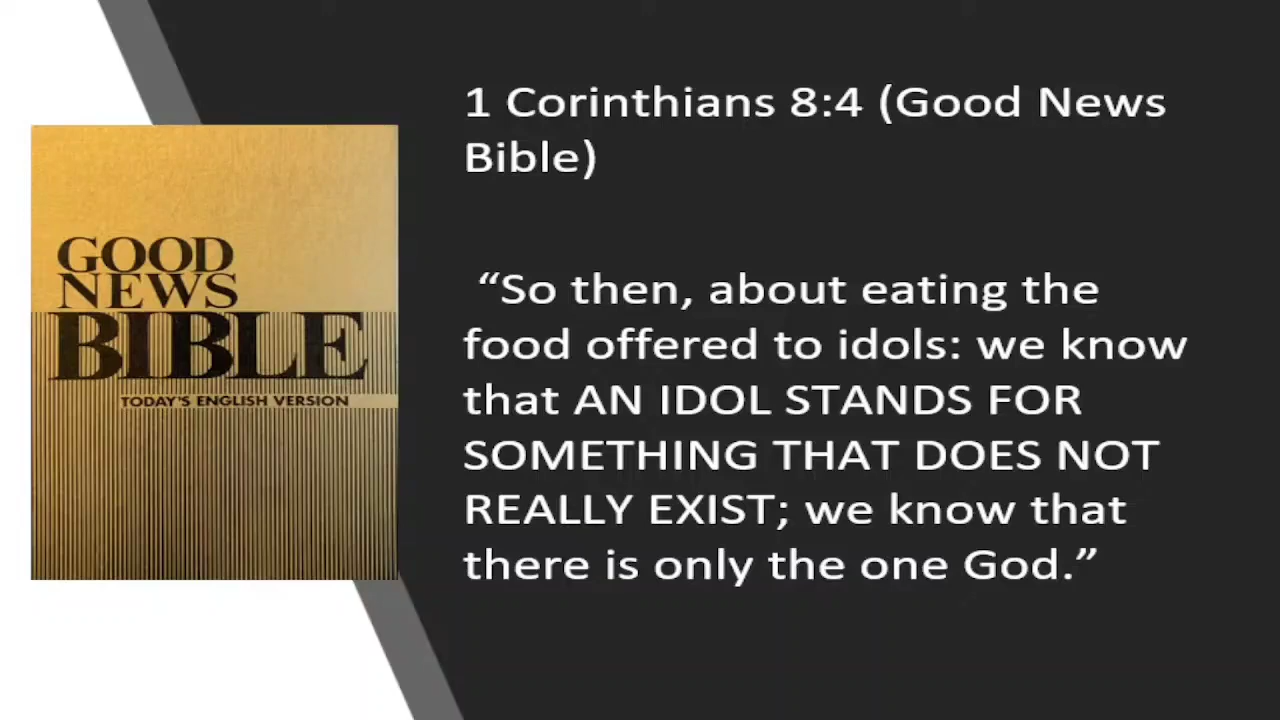 GOOD
NEWS
BIBLE
TODAY'S ENGLISH VERSION
1 Corinthians 8:4 (Good News
Bible)
“So then, about eating the
food offered to idols: we know
that AN IDOL STANDS FOR
SOMETHING THAT DOES NOT
REALLY EXIST; we know that
there is only the one God.”